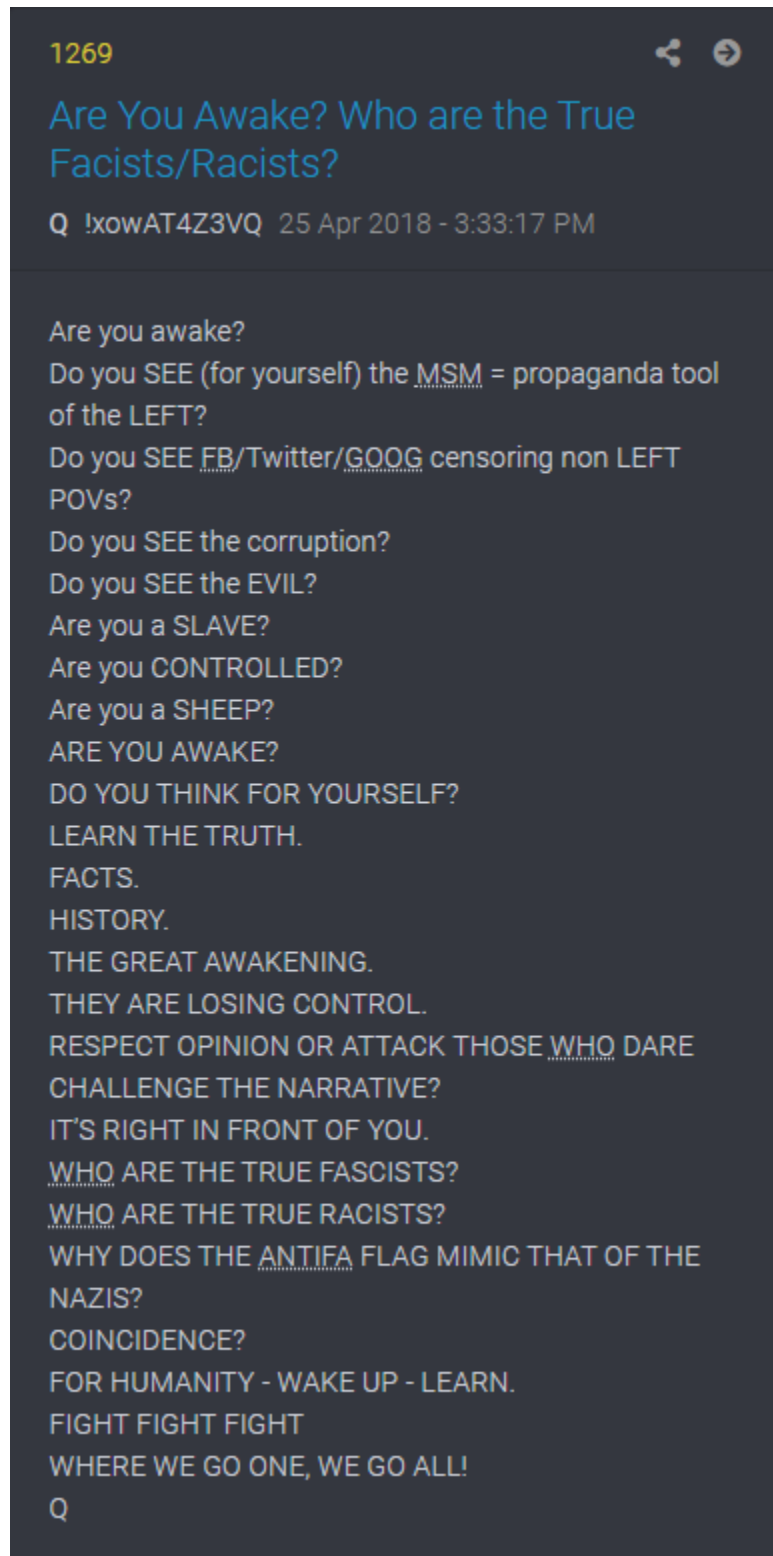 1269
Are You Awake? Who are the True
Facists/Racists?
Q !xowAT4Z3VQ 25 Apr 2018 - 3:33:17 PM
Are you awake?
Do you SEE (for yourself) the MSM = propaganda tool
of the LEFT?
Do you SEE FB/Twitter/GOOG censoring non LEFT
POVs?
Do you SEE the corruption?
Do you SEE the EVIL?
Are you a SLAVE?
Are you CONTROLLED?
Are you a SHEEP?
ARE YOU AWAKE?
DO YOU THINK FOR YOURSELF?
LEARN THE TRUTH.
FACTS.
HISTORY.
THE GREAT AWAKENING.
THEY ARE LOSING CONTROL.
RESPECT OPINION OR ATTACK THOSE WHO DARE
CHALLENGE THE NARRATIVE?
IT'S RIGHT IN FRONT OF YOU.
WHO ARE THE TRUE FASCISTS?
WHO ARE THE TRUE RACISTS?
WHY DOES THE ANTIFA FLAG MIMIC THAT OF THE
NAZIS?
COINCIDENCE?
FOR HUMANITY - WAKE UP - LEARN.
FIGHT FIGHT FIGHT
WHERE WE GO ONE, WE GO ALL!
Q